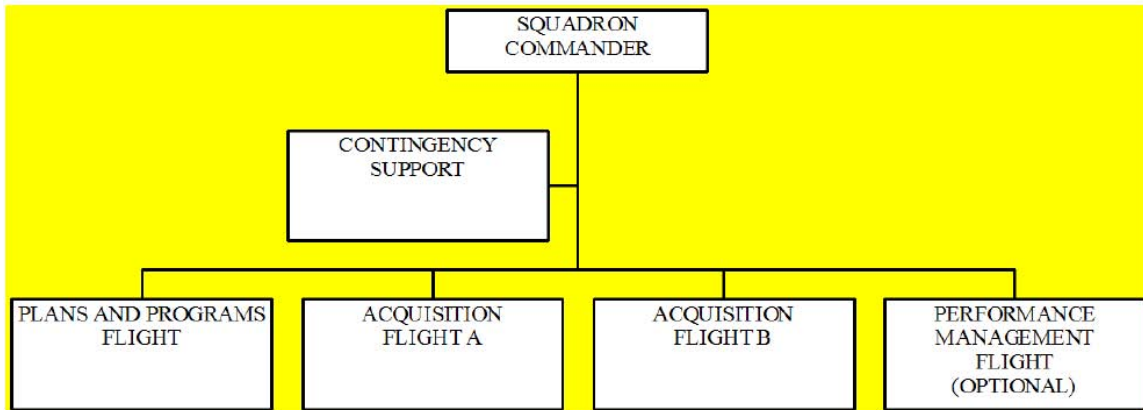 SQUADRON
COMMANDER
CONTINGENCY
SUPPORT
PLANS AND PROGRAMS
FLIGHT
ACQUISITION
FLIGHT A
ACQUISITION
FLIGHT B
PERFORMANCE
MANAGEMENT
FLIGHT
(OPTIONAL)